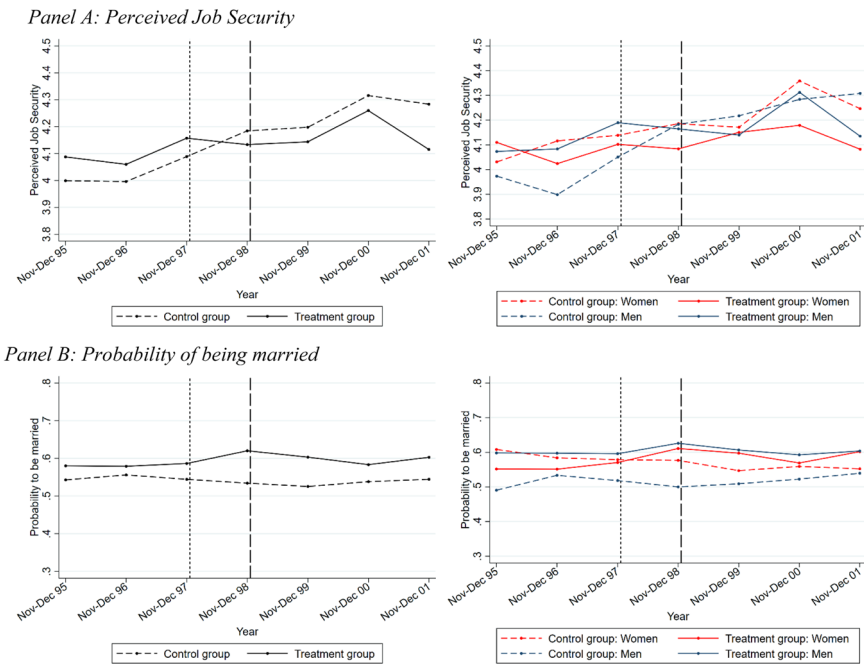 Panel A: Perceived Job Security
Perceived Job Security
4.5
4.4
4.3
4.2
4.1
4
3.9
3.8
Nov-Dec 95
Nov-Dec 96
Nov-Dec 97
Nov-Dec 98
Nov-Dec 99
Nov-Dec 00
Nov-Dec 01
Year
Control group
Treatment group
Perceived Job Security
4.5
4.4
4.3
4.2
4.1
4
3.9
3.8
Nov-Dec 95
Nov-Dec 96
Nov-Dec 97
Nov-Dec 98
Nov-Dec 99
Nov-Dec 00
Nov-Dec 01
Year
Control group: Women
Treatment group: Women
Control group: Men
Treatment group: Men
Panel B: Probability of being married
Probability to be married
.8
.7
.6
.5
.4
.3
Nov-Dec 95
Nov-Dec 96
Nov-Dec 97
Nov-Dec 98
Nov-Dec 99
Nov-Dec 00
Nov-Dec 01
Year
Control group
Treatment group
Probability to be married
.8
.7
.6
.5
.4
.3
Nov-Dec 95
Nov-Dec 96
Nov-Dec 97
Nov-Dec 98
Nov-Dec 99
Nov-Dec 00
Nov-Dec 01
Year
Control group: Women
Treatment group: Women
Control group: Men
Treatment group: Men